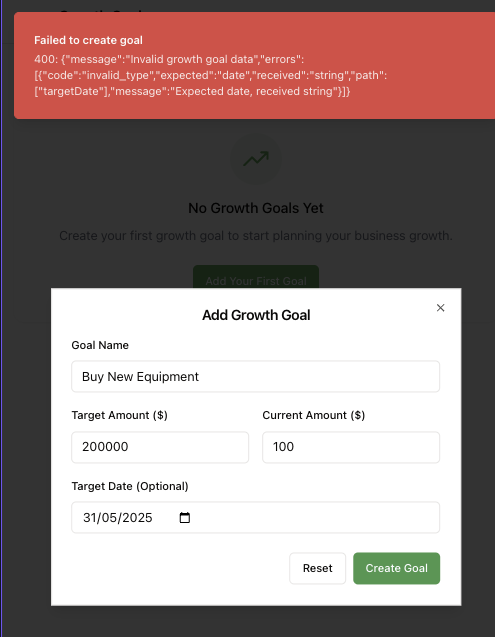 Failed to create goal
400: {"message":"Invalid growth goal data","errors":
[{"code":"invalid_type","expected":"date","received":"string","path":
["targetDate"],"message":"Expected date, received string"}]}
No Growth Goals Yet
Create your first growth goal to start planning your business growth.
Add Your First Goal
Add Growth Goal
Goal Name
Buy New Equipment
Target Amount ($) Current Amount ($)
200000 100
Target Date (Optional)
31/05/2025
Reset Create Goal